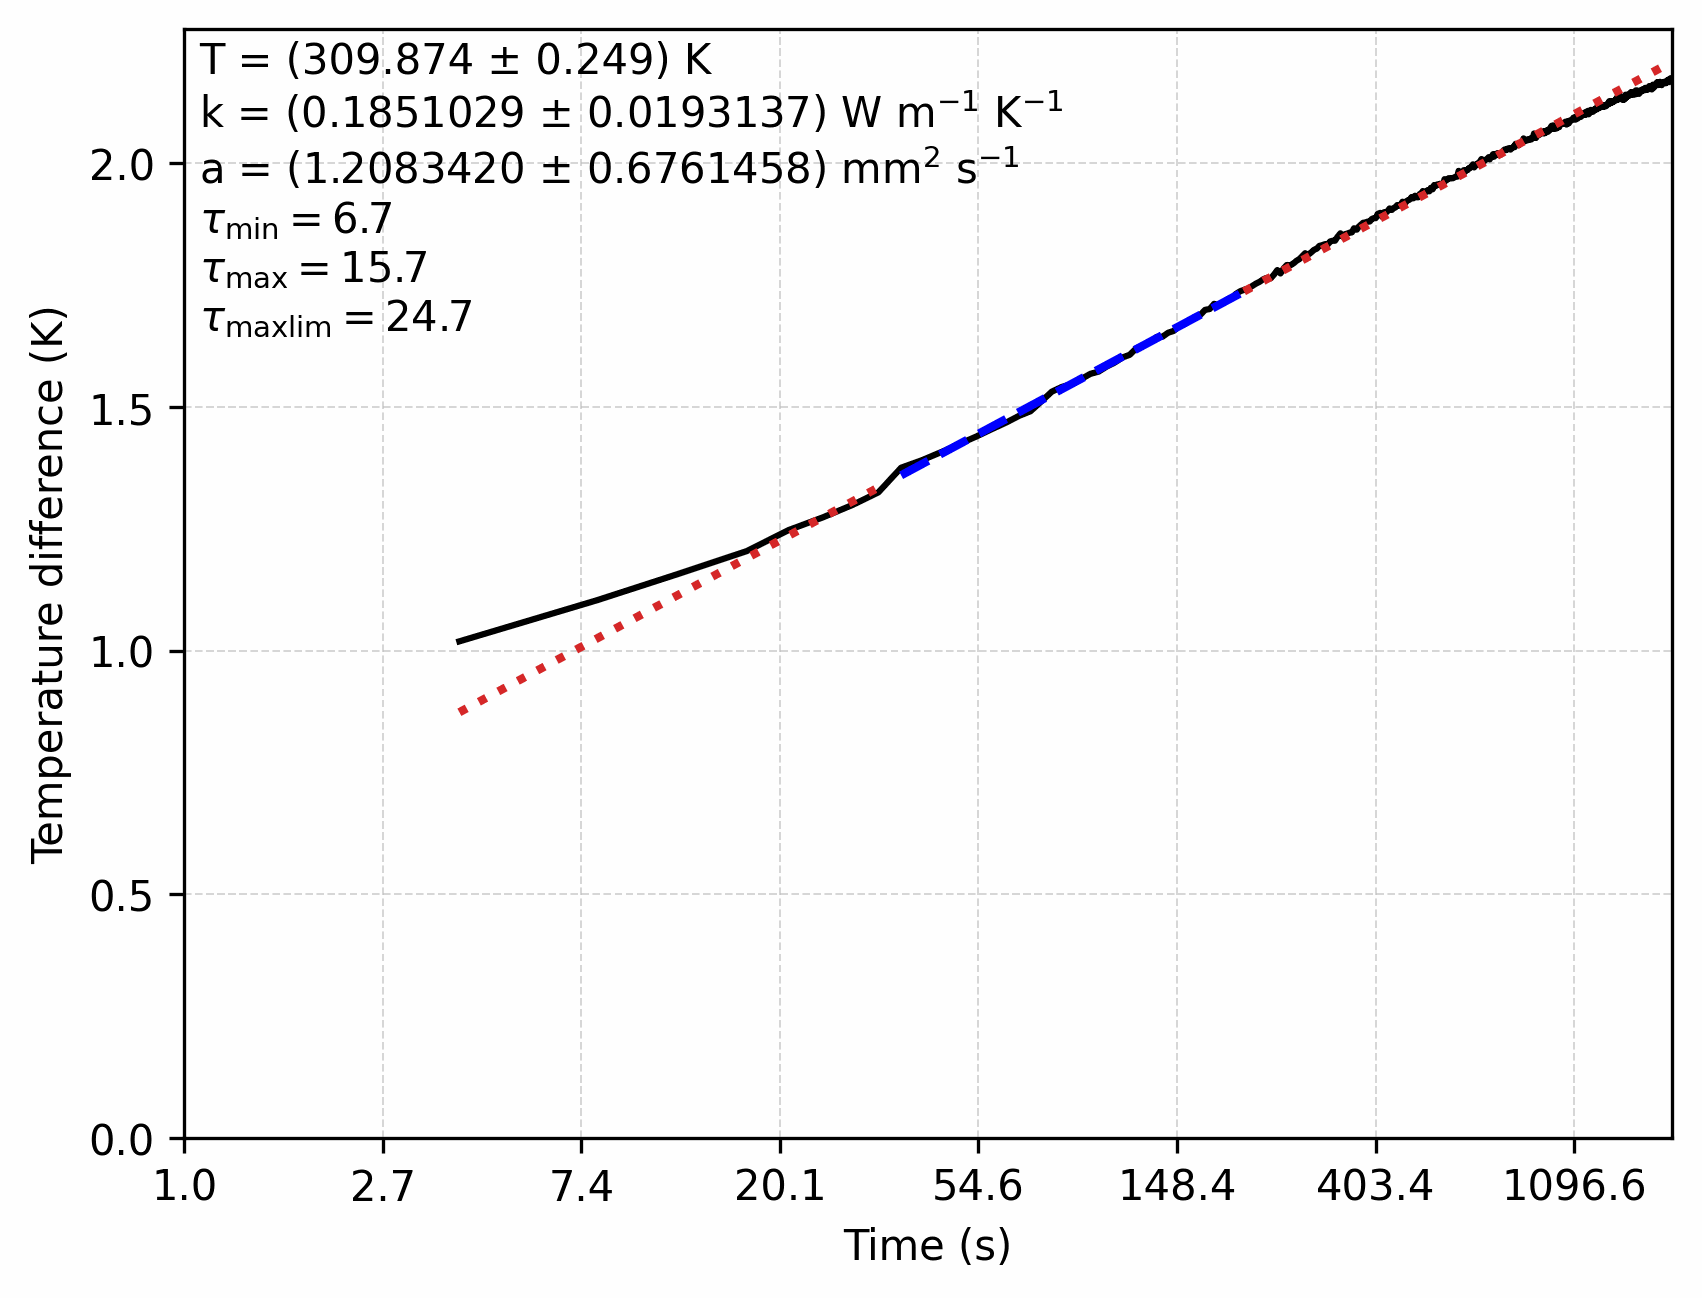 T = (309.874 ± 0.249) K
k = (0.1851029 ± 0.0193137) W m⁻¹ K⁻¹
a = (1.2083420 ± 0.6761458) mm² s⁻¹
τmin = 6.7
τmax = 15.7
τmaxlim = 24.7
Temperature difference (K)
2.0
1.5
1.0
0.5
0.0
1.0 2.7 7.4 20.1 54.6 148.4 403.4 1096.6
Time (s)